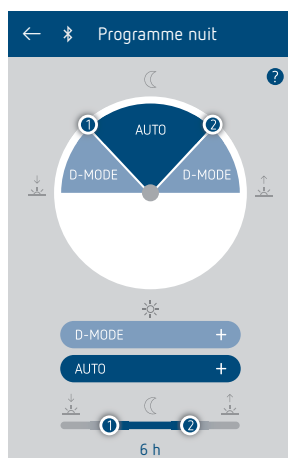 Programme nuit
?
AUTO
1 2
D-MODE D-MODE
D-MODE +
AUTO +
1 2
6 h